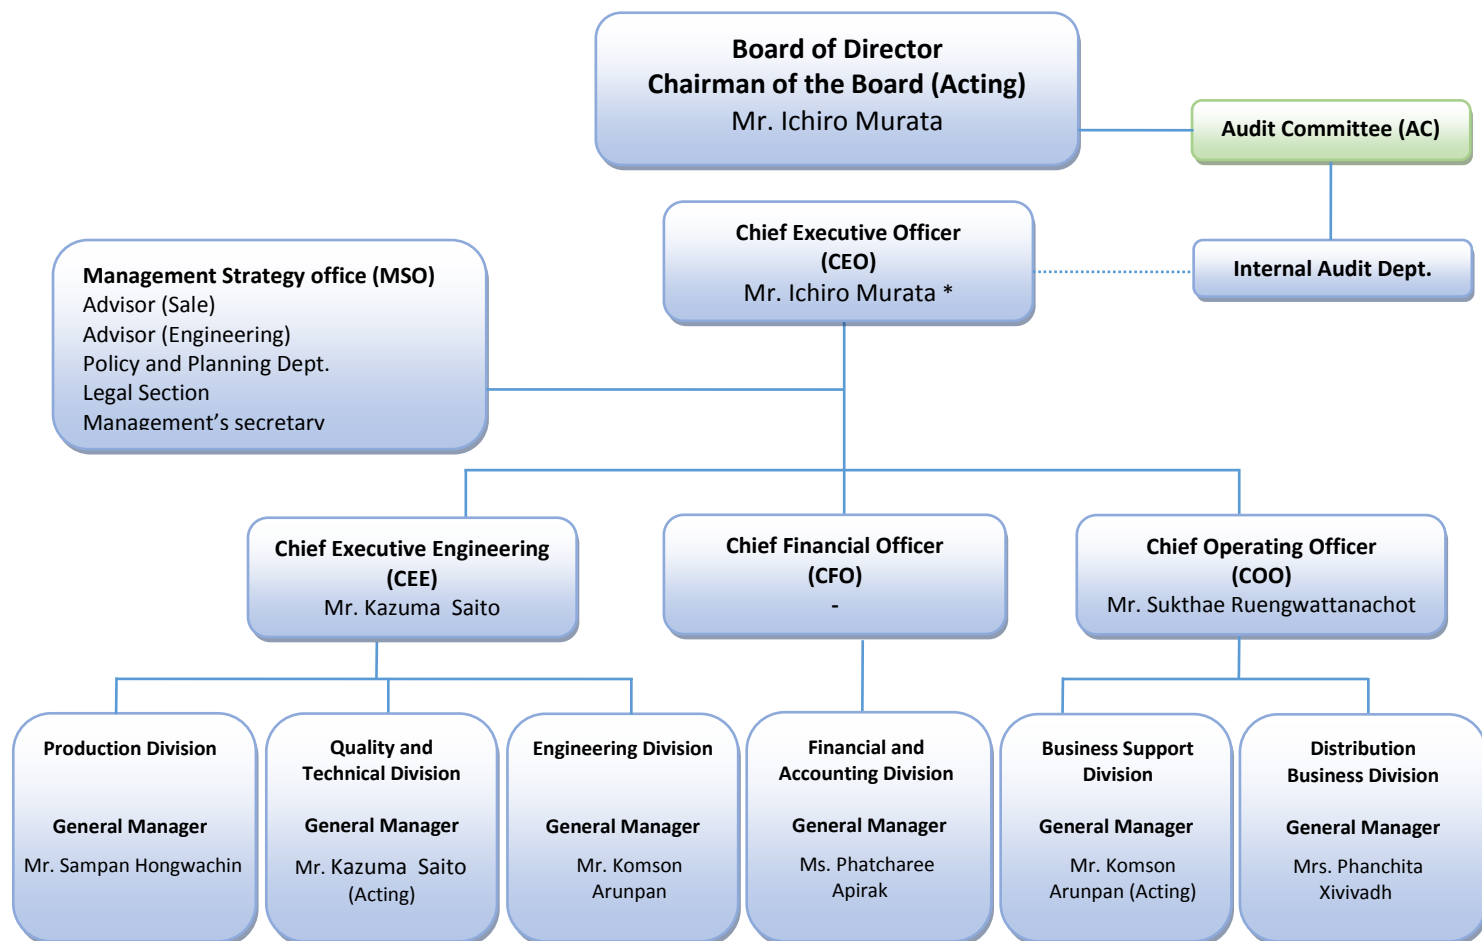 Board of Director
Chairman of the Board (Acting)
Mr. Ichiro Murata
Audit Committee (AC)
Chief Executive Officer
(CEO)
Mr. Ichiro Murata *
Internal Audit Dept.
Management Strategy office (MSO)
Advisor (Sale)
Advisor (Engineering)
Policy and Planning Dept.
Legal Section
Management’s secretary
Chief Executive Engineering
(CEE)
Mr. Kazuma Saito
Chief Financial Officer
(CFO)
-
Chief Operating Officer
(COO)
Mr. Sukthae Ruengwattanachot
Production Division
General Manager
Mr. Sampan Hongwachin
Quality and
Technical Division
General Manager
Mr. Kazuma Saito
(Acting)
Engineering Division
General Manager
Mr. Komson
Arunpan
Financial and
Accounting Division
General Manager
Ms. Phatcharee
Apirak
Business Support
Division
General Manager
Mr. Komson
Arunpan (Acting)
Distribution
Business Division
General Manager
Mrs. Phanchita
Xivivadh